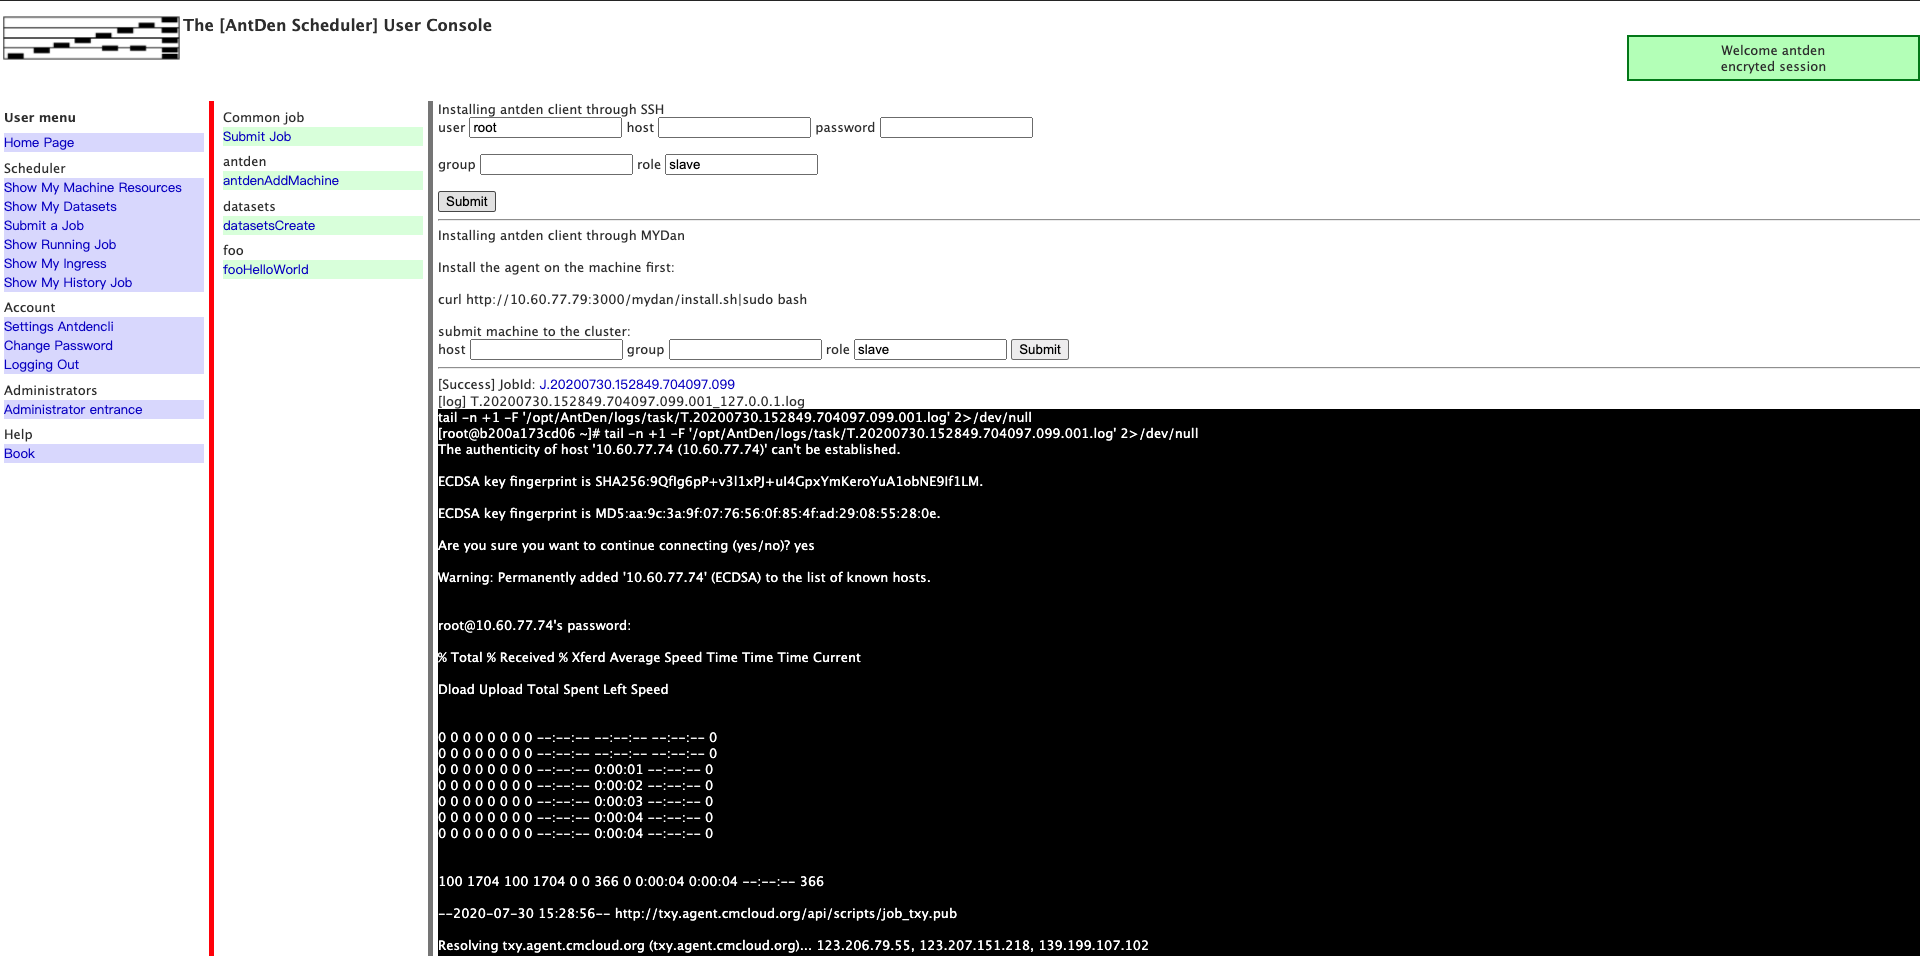 The [AntDen Scheduler] User Console
Welcome antden
encryted session
User menu
Home Page
Scheduler
Show My Machine Resources
Show My Datasets
Submit a Job
Show Running Job
Show My Ingress
Show My History Job
Account
Settings Antdencli
Change Password
Logging Out
Administrators
Administrator entrance
Help
Book
Common job
Submit Job
antden
antdenAddMachine
datasets
datasetsCreate
foo
fooHelloWorld
Installing antden client through SSH
user root host password
group role slave
Submit
Installing antden client through MYDan
Install the agent on the machine first:
curl http://10.60.77.79:3000/mydan/install.sh|sudo bash
submit machine to the cluster:
host group role slave Submit
[Success] JobId: J.20200730.152849.704097.099
[log] T.20200730.152849.704097.099.001_127.0.0.1.log
tail -n +1 -F '/opt/AntDen/logs/task/T.20200730.152849.704097.099.001.log' 2>/dev/null
[root@b200a173cd06 ~]# tail -n +1 -F '/opt/AntDen/logs/task/T.20200730.152849.704097.099.001.log' 2>/dev/null
The authenticity of host '10.60.77.74 (10.60.77.74)' can't be established.
ECDSA key fingerprint is SHA256:9Qflg6pP+v3l1xPJ+uI4GpxYmKeroYuA1obNE9If1LM.
ECDSA key fingerprint is MD5:aa:9c:3a:9f:07:76:56:0f:85:4f:ad:29:08:55:28:0e.
Are you sure you want to continue connecting (yes/no)? yes
Warning: Permanently added '10.60.77.74' (ECDSA) to the list of known hosts.
root@10.60.77.74's password:
% Total % Received % Xferd Average Speed Time Time Time Current
Dload Upload Total Spent Left Speed
0 0 0 0 0 0 0 0 --:--:-- --:--:-- --:--:-- 0
0 0 0 0 0 0 0 0 --:--:-- --:--:-- --:--:-- 0
0 0 0 0 0 0 0 0 --:--:-- 0:00:01 --:--:-- 0
0 0 0 0 0 0 0 0 --:--:-- 0:00:02 --:--:-- 0
0 0 0 0 0 0 0 0 --:--:-- 0:00:03 --:--:-- 0
0 0 0 0 0 0 0 0 --:--:-- 0:00:04 --:--:-- 0
0 0 0 0 0 0 0 0 --:--:-- 0:00:04 --:--:-- 0
100 1704 100 1704 0 0 366 0 0:00:04 0:00:04 --:--:-- 366
--2020-07-30 15:28:56-- http://txy.agent.cmcloud.org/api/scripts/job_txy.pub
Resolving txy.agent.cmcloud.org (txy.agent.cmcloud.org)... 123.206.79.55, 123.207.151.218, 139.199.107.102